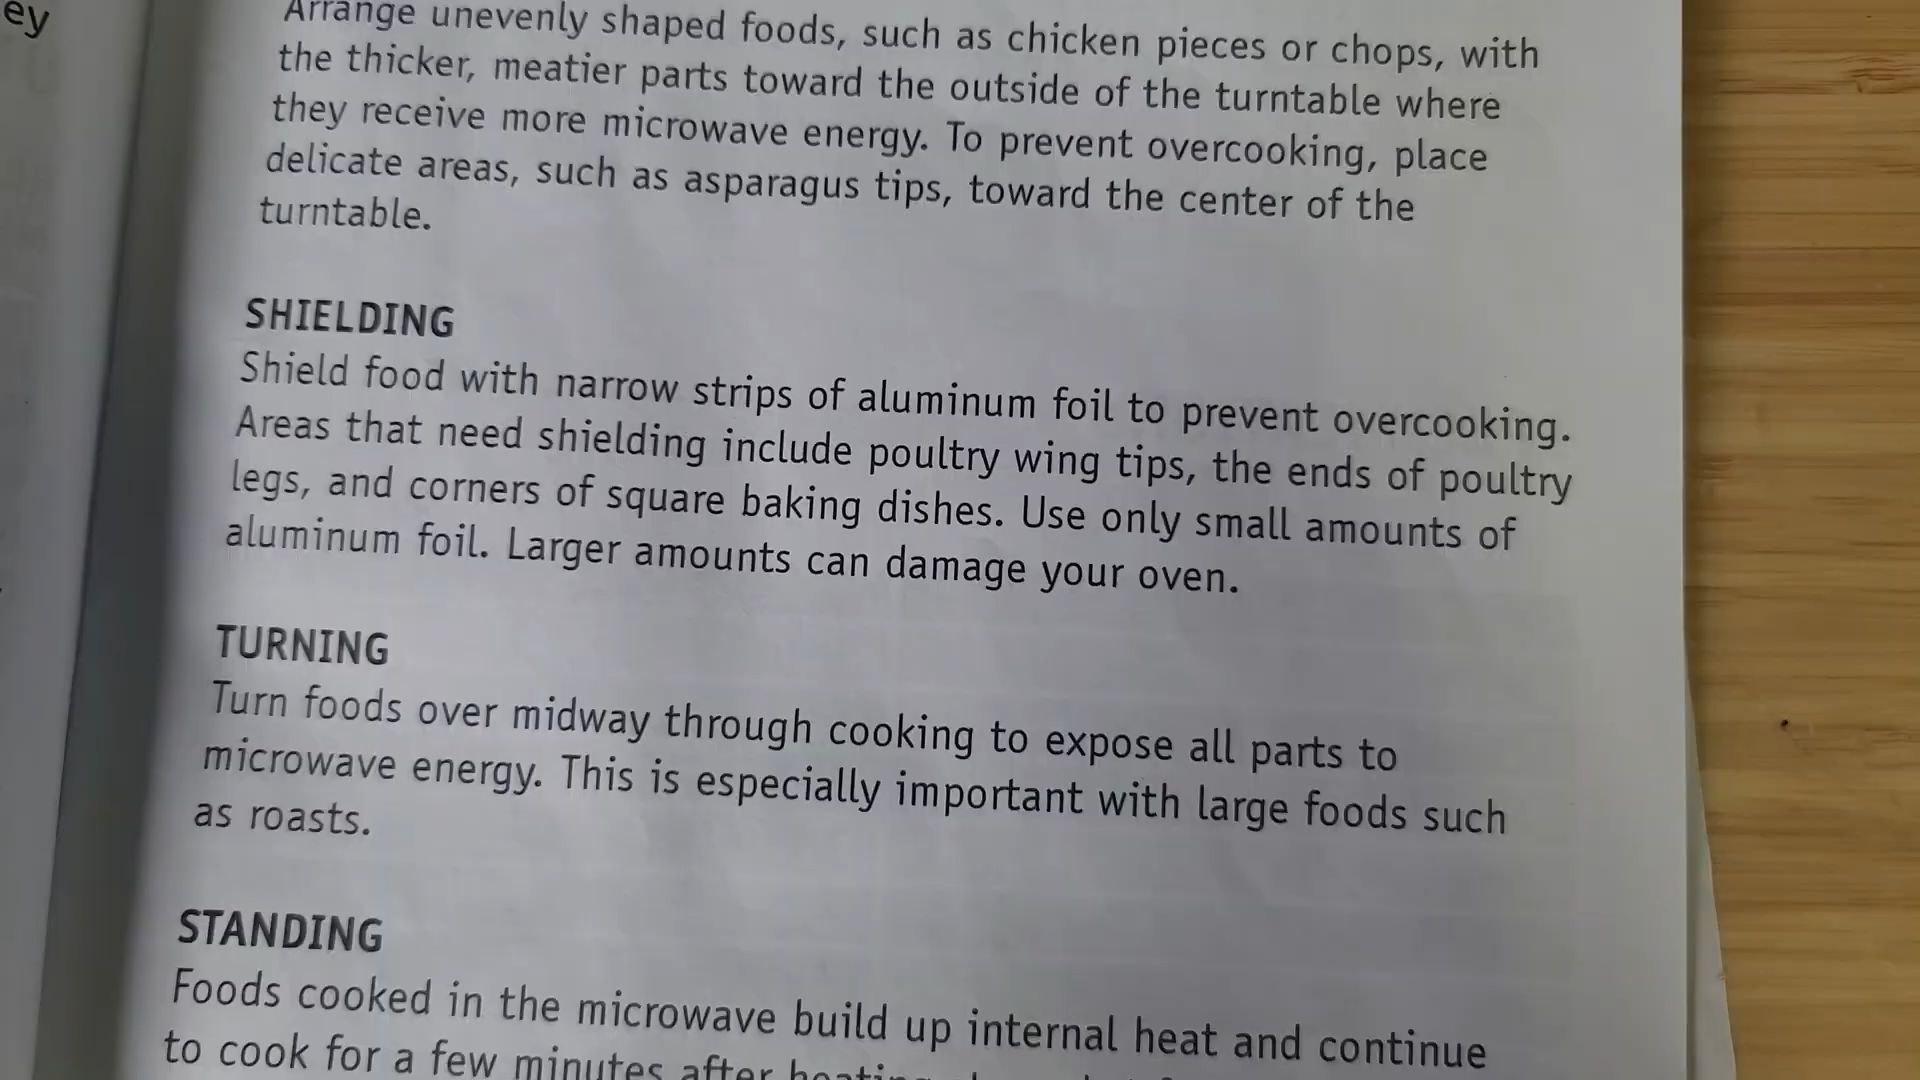 ey
Arrange unevenly shaped foods, such as chicken pieces or chops, with
the thicker, meatier parts toward the outside of the turntable where
they receive more microwave energy. To prevent overcooking, place
delicate areas, such as asparagus tips, toward the center of the
turntable.
SHIELDING
Shield food with narrow strips of aluminum foil to prevent overcooking.
Areas that need shielding include poultry wing tips, the ends of poultry
legs, and corners of square baking dishes. Use only small amounts of
aluminum foil. Larger amounts can damage your oven.
TURNING
Turn foods over midway through cooking to expose all parts to
microwave energy. This is especially important with large foods such
as roasts.
STANDING
Foods cooked in the microwave build up internal heat and continue
to cook for a few minutes after